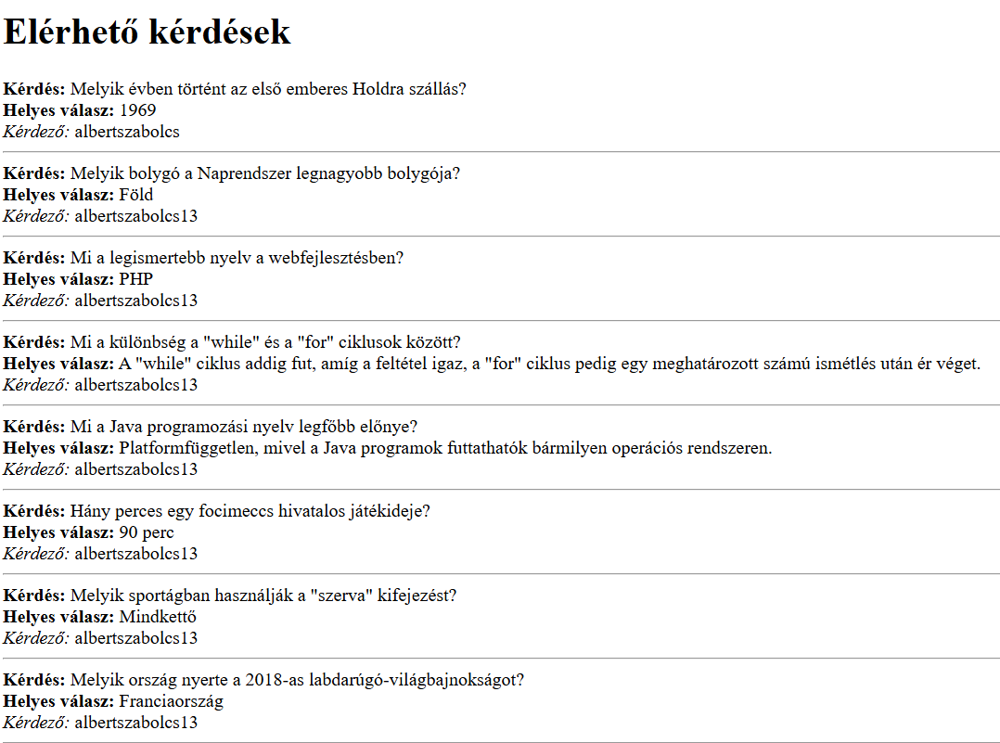 Elérhető kérdések
Kérdés: Melyik évben történt az első emberes Holdra szállás?
Helyes válasz: 1969
Kérdező: albertszabolcs
Kérdés: Melyik bolygó a Naprendszer legnagyobb bolygója?
Helyes válasz: Föld
Kérdező: albertszabolcs13
Kérdés: Mi a legismertebb nyelv a webfejlesztésben?
Helyes válasz: PHP
Kérdező: albertszabolcs13
Kérdés: Mi a különbség a "while" és a "for" ciklusok között?
Helyes válasz: A "while" ciklus addig fut, amíg a feltétel igaz, a "for" ciklus pedig egy meghatározott számú ismétlés után ér véget.
Kérdező: albertszabolcs13
Kérdés: Mi a Java programozási nyelv legfőbb előnye?
Helyes válasz: Platformfüggetlen, mivel a Java programok futtathatók bármilyen operációs rendszeren.
Kérdező: albertszabolcs13
Kérdés: Hány perces egy focimeccs hivatalos játékideje?
Helyes válasz: 90 perc
Kérdező: albertszabolcs13
Kérdés: Melyik sportágban használják a "szerva" kifejezést?
Helyes válasz: Mindkettő
Kérdező: albertszabolcs13
Kérdés: Melyik ország nyerte a 2018-as labdarúgó-világbajnokságot?
Helyes válasz: Franciaország
Kérdező: albertszabolcs13